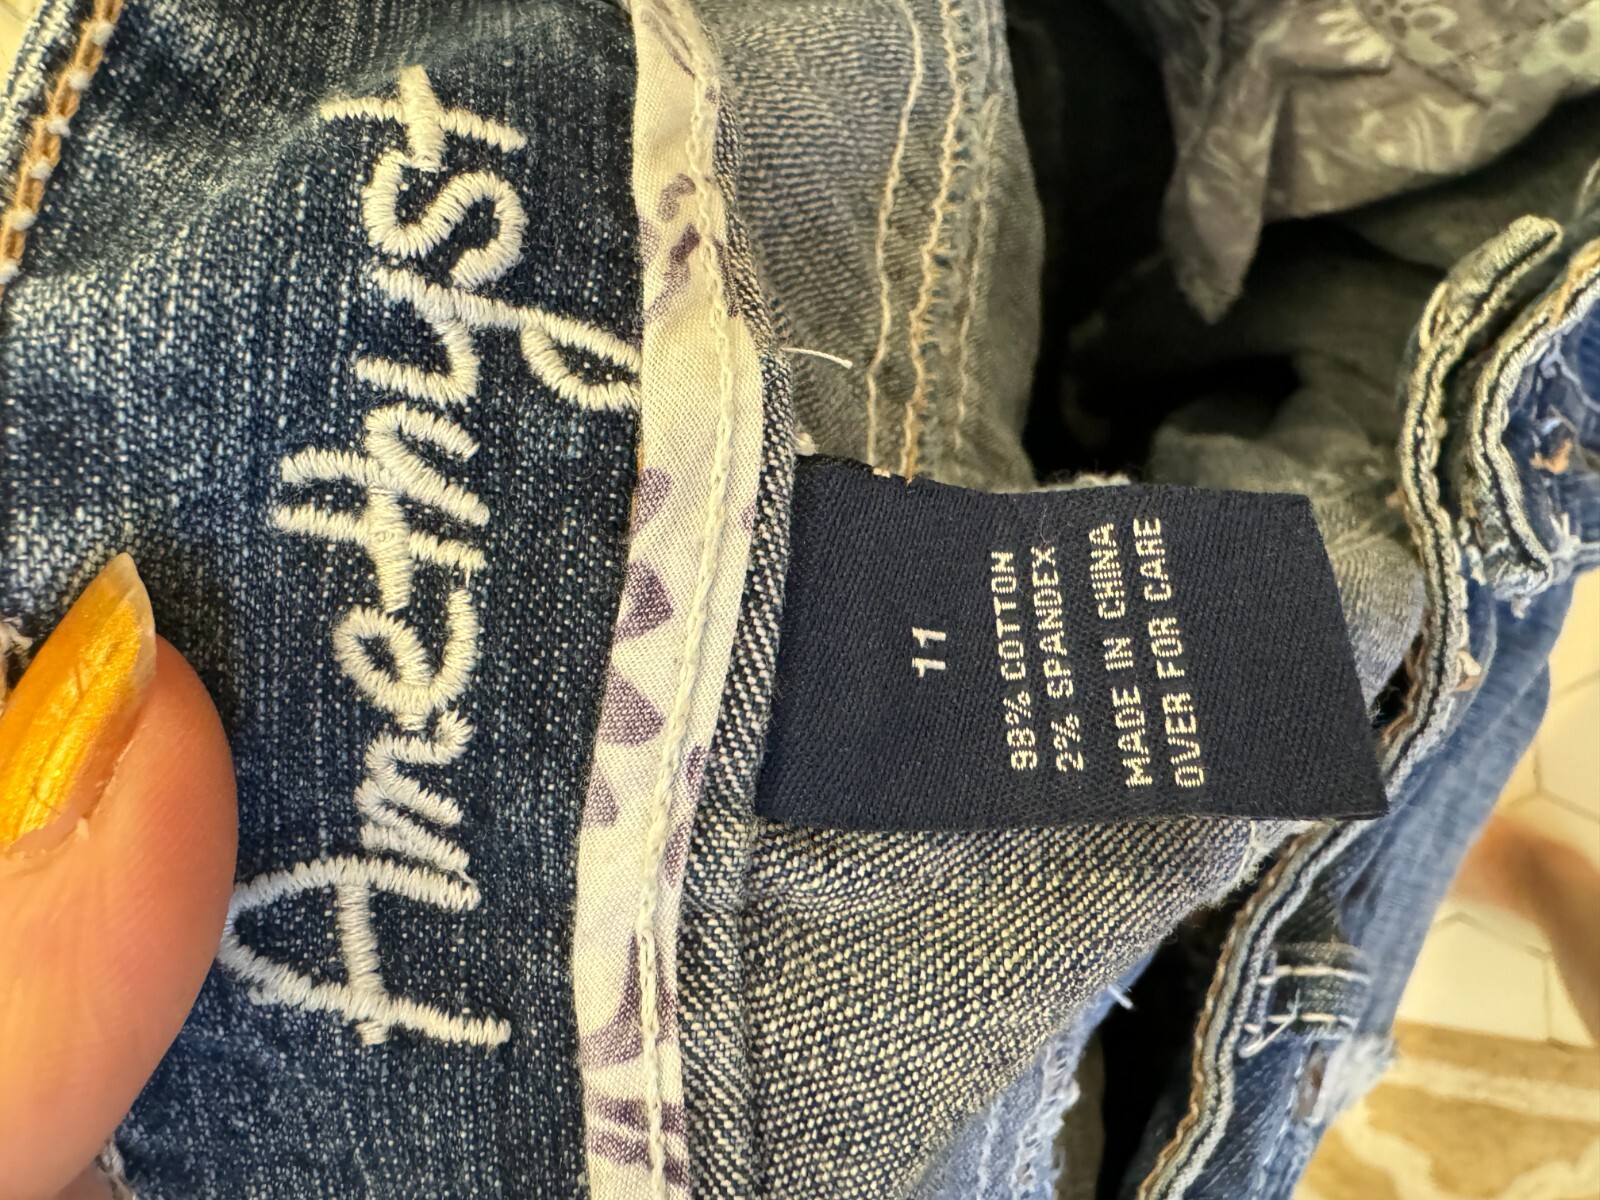 Amethyst
11
98% COTTON
2% SPANDEX
MADE IN CHINA
OVER FOR CARE